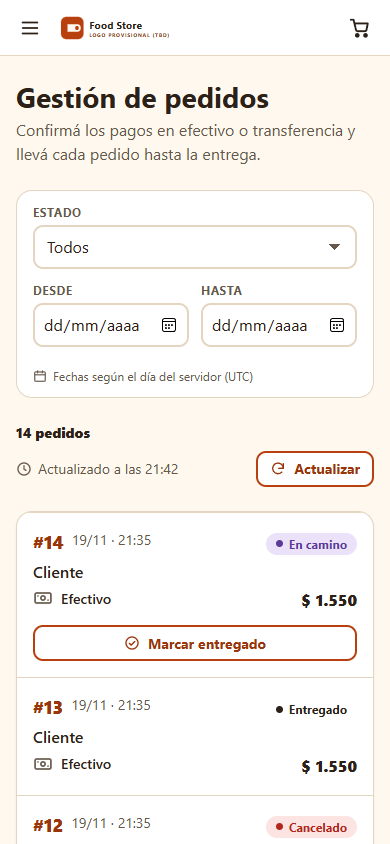 Food Store
LOGO PROVISIONAL (TBD)
Gestión de pedidos
Confirmá los pagos en efectivo o transferencia y
llevá cada pedido hasta la entrega.
ESTADO
Todos
DESDE HASTA
dd/mm/aaaa dd/mm/aaaa
Fechas según el día del servidor (UTC)
14 pedidos
Actualizado a las 21:42 Actualizar
#14 19/11 · 21:35 En camino
Cliente
Efectivo $ 1.550
Marcar entregado
#13 19/11 · 21:35 Entregado
Cliente
Efectivo $ 1.550
#12 19/11 · 21:35 Cancelado